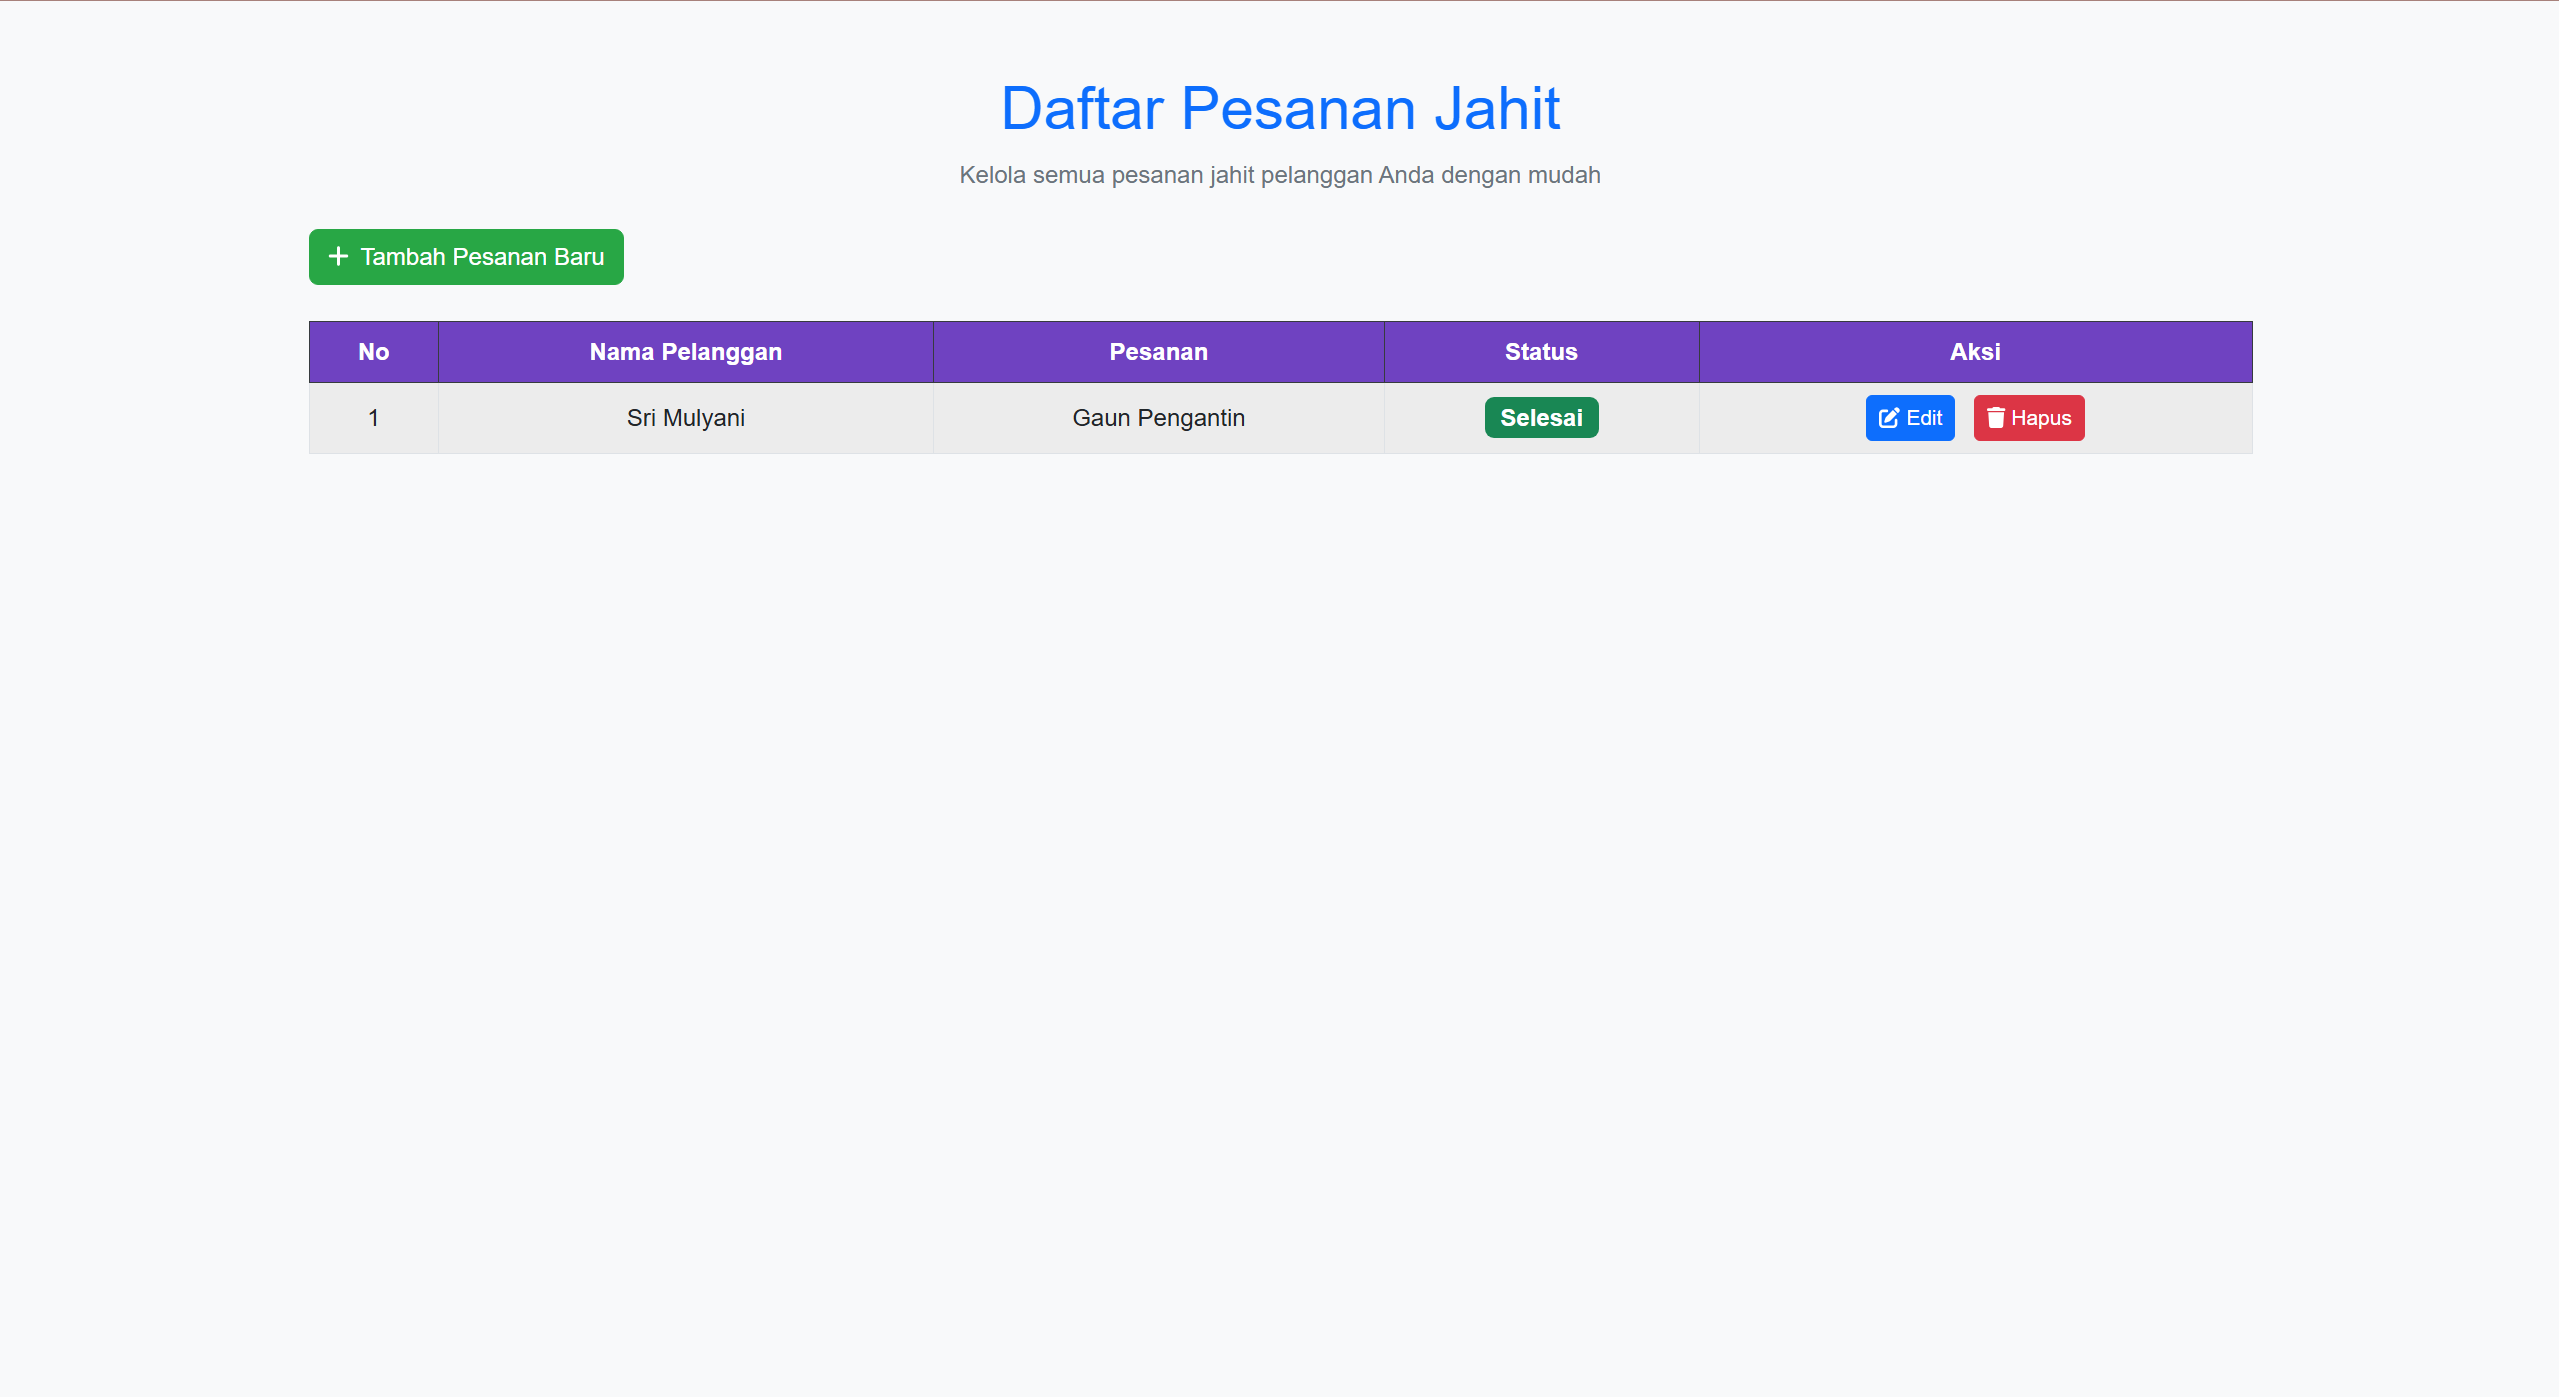 Daftar Pesanan Jahit
Kelola semua pesanan jahit pelanggan Anda dengan mudah
Tambah Pesanan Baru
No Nama Pelanggan Pesanan Status Aksi
1 Sri Mulyani Gaun Pengantin Selesai Edit Hapus